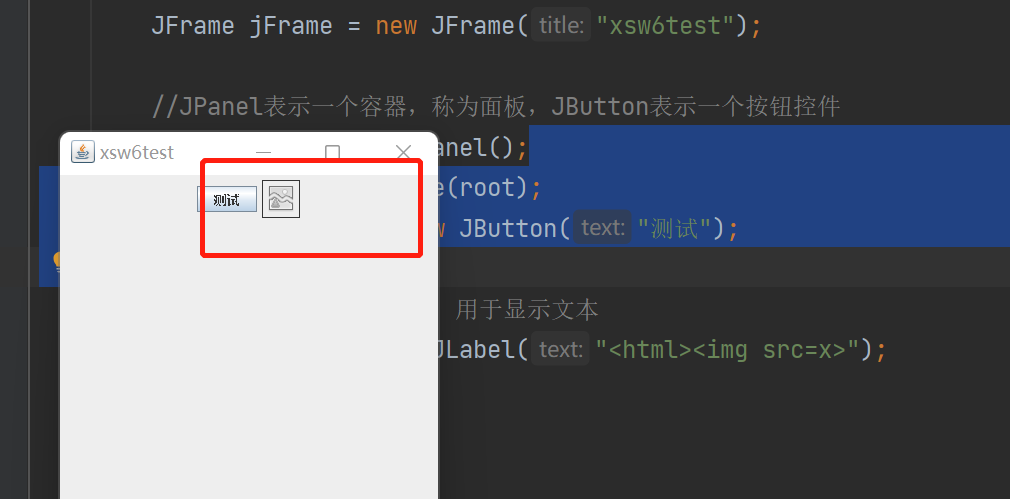 JFrame jFrame = new JFrame( title: "xsw6test");
//JPanel表示一个容器，称为面板，JButton表示一个按钮控件
anel();
xsw6test
e(root);
测试
w JButton( text: "测试");
用于显示文本
JLabel( text: "<html><img src=x>");